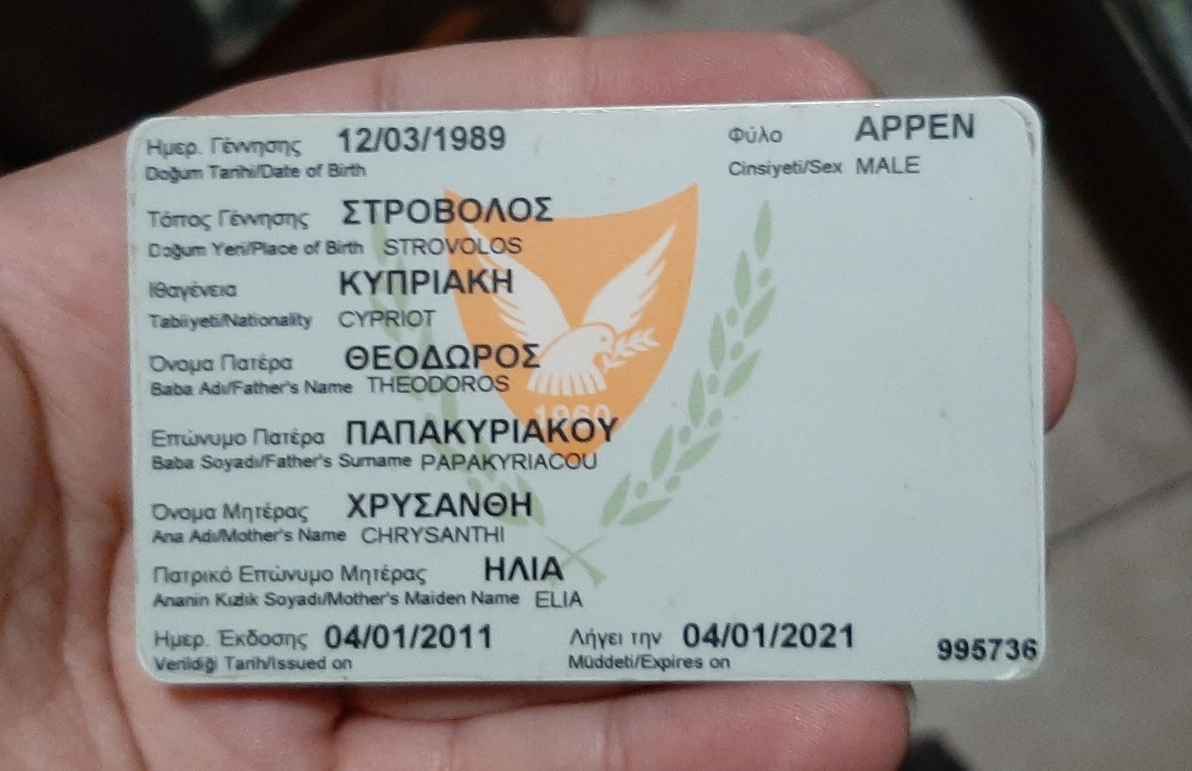 Ημερ. Γέννησης 12/03/1989 Φύλο ΑΡΡΕΝ
Doğum Tarihi/Date of Birth Cinsiyeti/Sex MALE
Τόπος Γέννησης ΣΤΡΟΒΟΛΟΣ
Doğum Yeri/Place of Birth STROVOLOS
Ιθαγένεια ΚΥΠΡΙΑΚΗ
Tabiiyeti/Nationality CYPRIOT
Όνομα Πατέρα ΘΕΟΔΩΡΟΣ
Baba Adı/Father's Name THEODOROS
1960
Επώνυμο Πατέρα ΠΑΠΑΚΥΡΙΑΚΟΥ
Baba Soyadı/Father's Surname PAPAKYRIACOU
Όνομα Μητέρας ΧΡΥΣΑΝΘΗ
Ana Adı/Mother's Name CHRYSANTHI
Πατρικό Επώνυμο Μητέρας ΗΛΙΑ
Ananin Kızlık Soyadı/Mother's Maiden Name ELIA
Ημερ. Έκδοσης 04/01/2011 Λήγει την 04/01/2021 995736
Verildiği Tarih/Issued on Müddeti/Expires on